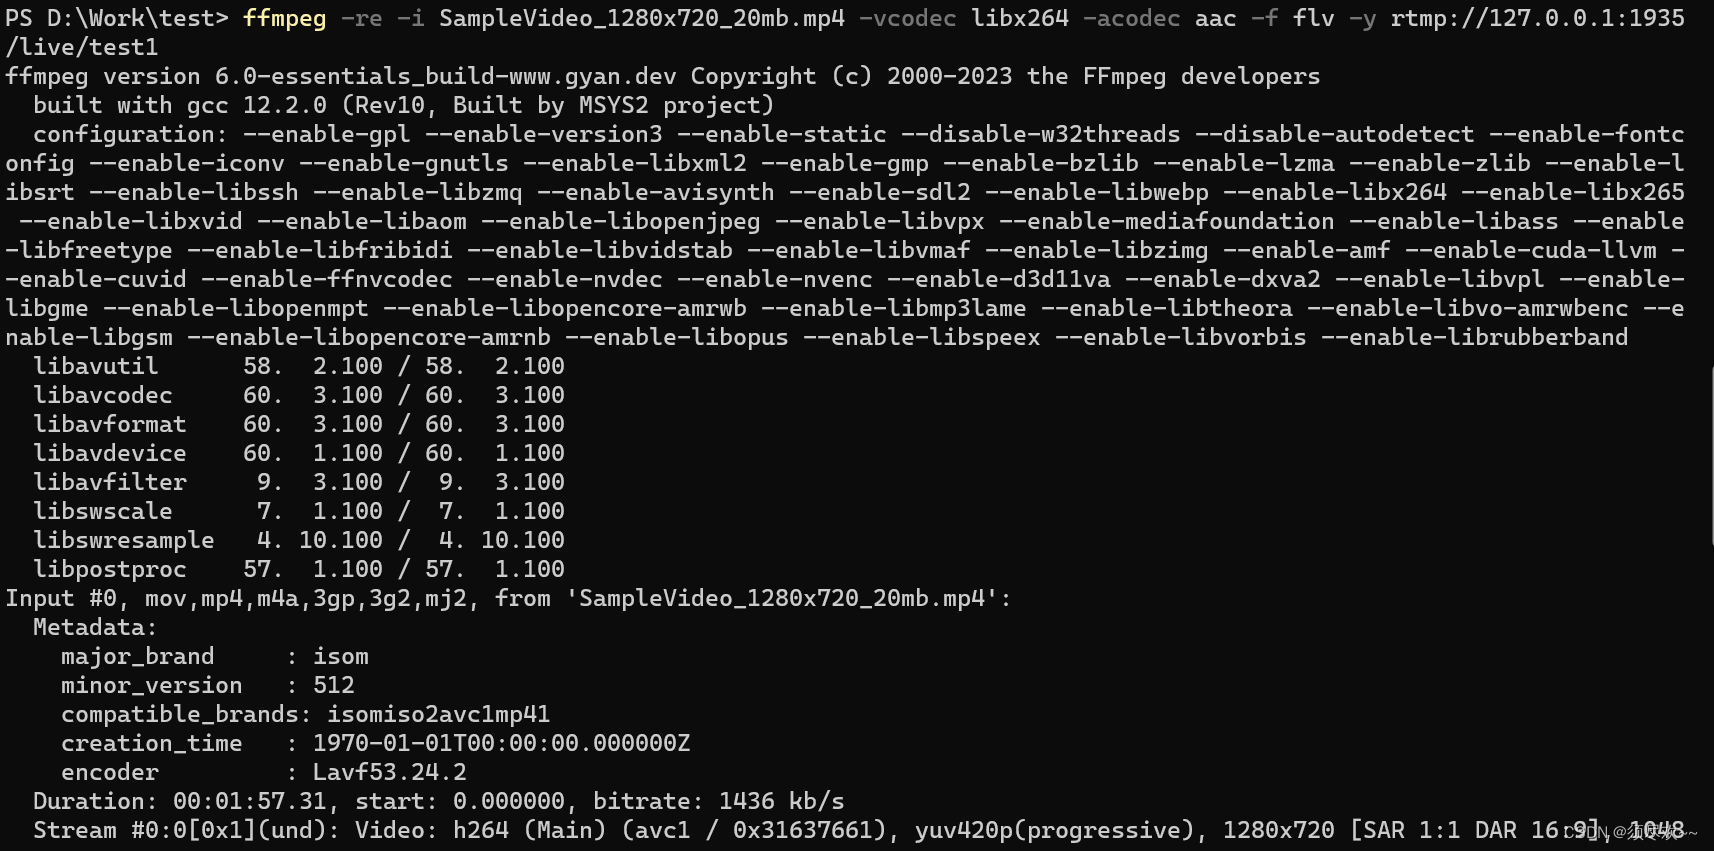 PS D:\Work\test> ffmpeg -re -i SampleVideo_1280x720_20mb.mp4 -vcodec libx264 -acodec aac -f flv -y rtmp://127.0.0.1:1935
/live/test1
ffmpeg version 6.0-essentials_build-www.gyan.dev Copyright (c) 2000-2023 the FFmpeg developers
  built with gcc 12.2.0 (Rev10, Built by MSYS2 project)
  configuration: --enable-gpl --enable-version3 --enable-static --disable-w32threads --disable-autodetect --enable-fontc
onfig --enable-iconv --enable-gnutls --enable-libxml2 --enable-gmp --enable-bzlib --enable-lzma --enable-zlib --enable-l
ibsrt --enable-libssh --enable-libzmq --enable-avisynth --enable-sdl2 --enable-libwebp --enable-libx264 --enable-libx265
 --enable-libxvid --enable-libaom --enable-libopenjpeg --enable-libvpx --enable-mediafoundation --enable-libass --enable
-libfreetype --enable-libfribidi --enable-libvidstab --enable-libvmaf --enable-libzimg --enable-amf --enable-cuda-llvm -
-enable-cuvid --enable-ffnvcodec --enable-nvdec --enable-nvenc --enable-d3d11va --enable-dxva2 --enable-libvpl --enable-
libgme --enable-libopenmpt --enable-libopencore-amrwb --enable-libmp3lame --enable-libtheora --enable-libvo-amrwbenc --e
nable-libgsm --enable-libopencore-amrnb --enable-libopus --enable-libspeex --enable-libvorbis --enable-librubberband
  libavutil      58.  2.100 / 58.  2.100
  libavcodec     60.  3.100 / 60.  3.100
  libavformat    60.  3.100 / 60.  3.100
  libavdevice    60.  1.100 / 60.  1.100
  libavfilter     9.  3.100 /  9.  3.100
  libswscale      7.  1.100 /  7.  1.100
  libswresample   4. 10.100 /  4. 10.100
  libpostproc    57.  1.100 / 57.  1.100
Input #0, mov,mp4,m4a,3gp,3g2,mj2, from 'SampleVideo_1280x720_20mb.mp4':
  Metadata:
    major_brand     : isom
    minor_version   : 512
    compatible_brands: isomiso2avc1mp41
    creation_time   : 1970-01-01T00:00:00.000000Z
    encoder         : Lavf53.24.2
  Duration: 00:01:57.31, start: 0.000000, bitrate: 1436 kb/s
  Stream #0:0[0x1](und): Video: h264 (Main) (avc1 / 0x31637661), yuv420p(progressive), 1280x720 [SAR 1:1 DAR 16:9], 1048